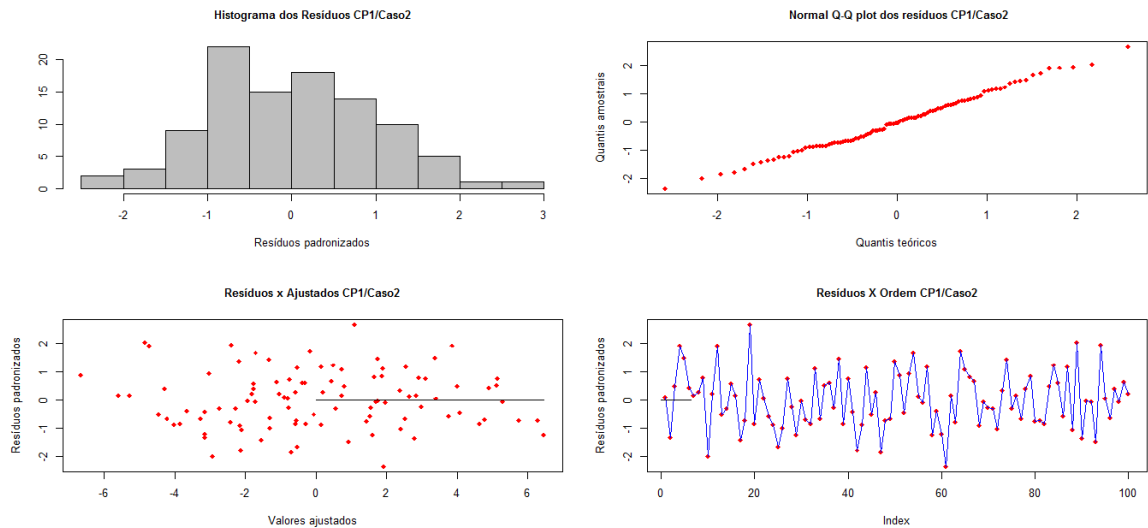 Histograma dos Resíduos CP1/Caso2
0 5 10 15 20
-2 -1 0 1 2 3
Resíduos padronizados
Normal Q-Q plot dos resíduos CP1/Caso2
Quantis amostrais
-2 -1 0 1 2
-2 -1 0 1 2
Quantis teóricos
Resíduos x Ajustados CP1/Caso2
Resíduos padronizados
-2 -1 0 1 2
-6 -4 -2 0 2 4 6
Valores ajustados
Resíduos X Ordem CP1/Caso2
Resíduos padronizados
-2 -1 0 1 2
0 20 40 60 80 100
Index